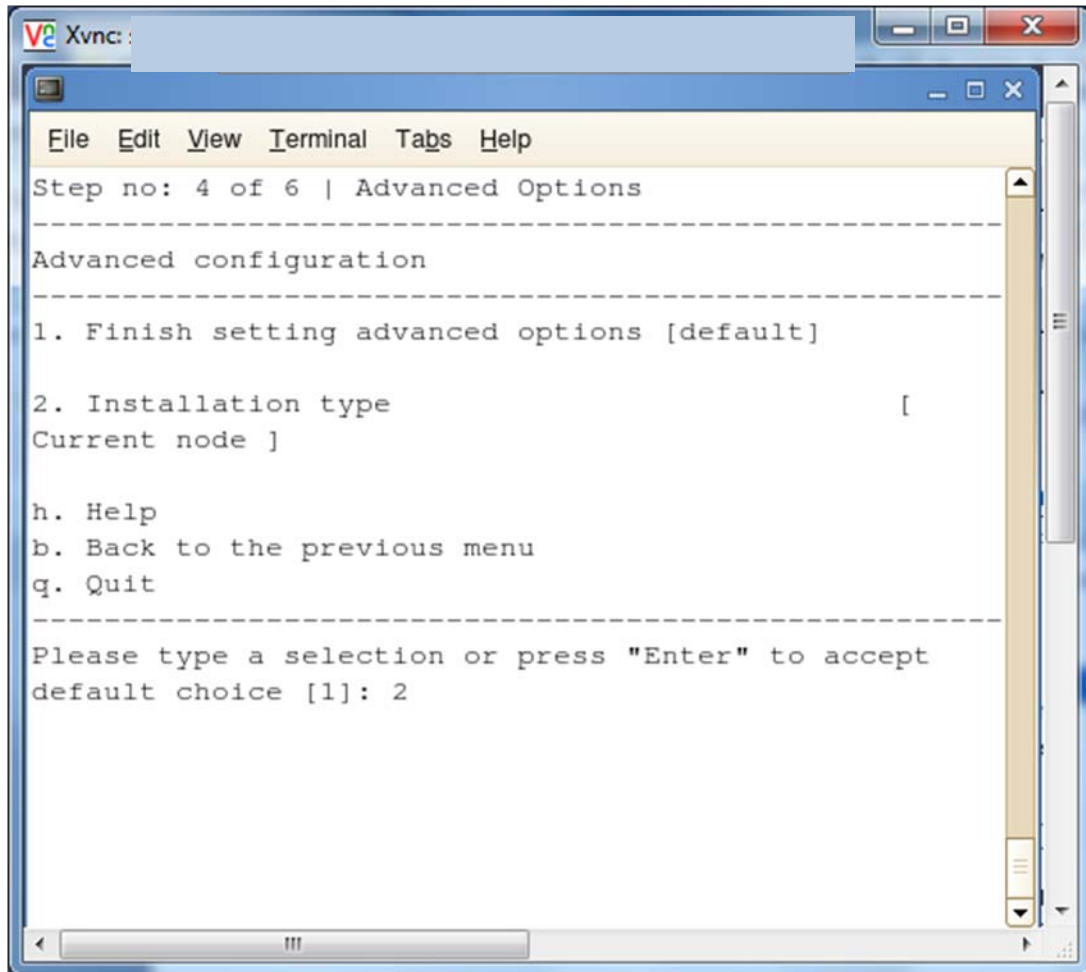 Xvnc:
File Edit View Terminal Tabs Help
Step no: 4 of 6 | Advanced Options
------------------------------------------------------
Advanced configuration
------------------------------------------------------
1. Finish setting advanced options [default]
2. Installation type [
Current node ]
h. Help
b. Back to the previous menu
q. Quit
------------------------------------------------------
Please type a selection or press "Enter" to accept
default choice [1]: 2